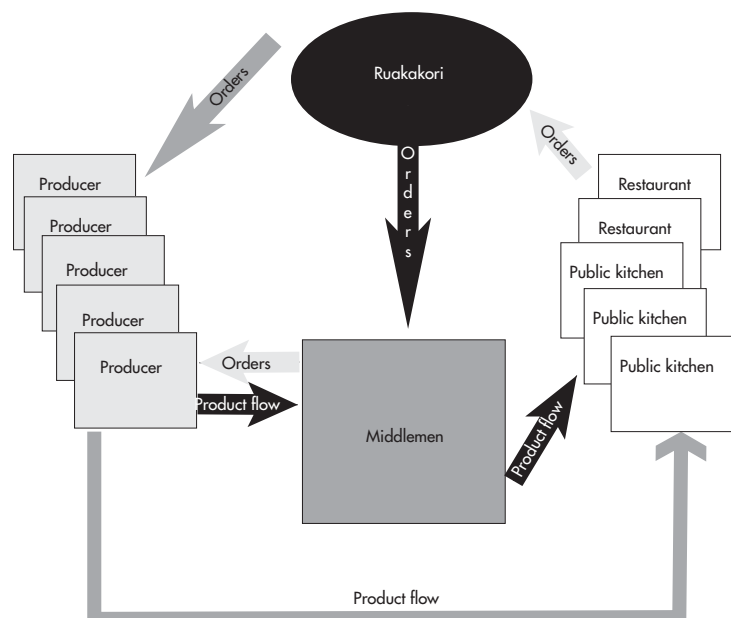 Ruakakori
Orders
Orders
Orders
Producer
Producer
Producer
Producer
Producer
Restaurant
Restaurant
Public kitchen
Public kitchen
Public kitchen
Orders
Product flow
Middlemen
Product flow
Product flow